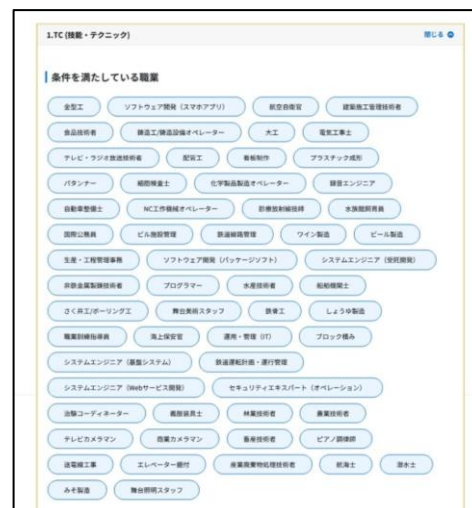 1.TC (技能・テクニック) 閉じる
条件を満たしている職業
金型工 ソフトウェア開発（スマホアプリ） 航空自衛官 建築施工管理技術者
食品技術者 鋳造工/鋳造設備オペレーター 大工 電気工事士
テレビ・ラジオ放送技術者 配管工 看板制作 プラスチック成形
パタンナー 細胞検査士 化学製品製造オペレーター 録音エンジニア
自動車整備士 NC工作機械オペレーター 診療放射線技師 水族館飼育員
国際公務員 ビル施設管理 鉄道線路管理 ワイン製造 ビール製造
生産・工程管理事務 ソフトウェア開発（パッケージソフト） システムエンジニア（受託開発）
非鉄金属製錬技術者 プログラマー 水産技術者 船舶機関士
さく井工/ボーリング工 舞台美術スタッフ 鉄骨工 しょうゆ製造
職業訓練指導員 海上保安官 運用・管理（IT） ブロック積み
システムエンジニア（基盤システム） 鉄道運転計画・運行管理
システムエンジニア（Webサービス開発） セキュリティエキスパート（オペレーション）
治験コーディネーター 義肢装具士 林業技術者 農業技術者
テレビカメラマン 商業カメラマン 畜産技術者 ピアノ調律師
送電線工事 エレベーター据付 産業廃棄物処理技術者 航海士 潜水士
みそ製造 舞台照明スタッフ